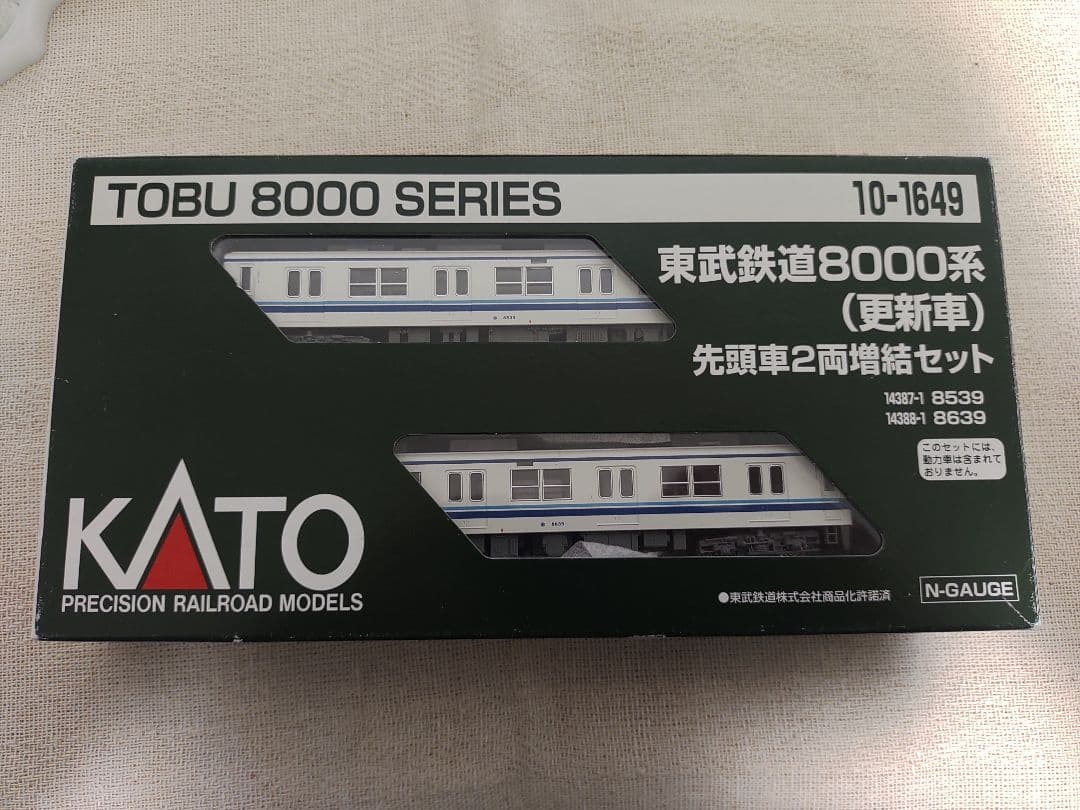 TOBU 8000 SERIES
10-1649
東武鉄道8000系
(更新車)
先頭車2両増結セット
14387-1 8539
14388-1 8639
このセットには、
動力車は含まれて
おりません。
8539
8639
KATO
PRECISION RAILROAD MODELS
●東武鉄道株式会社商品化許諾済
N-GAUGE